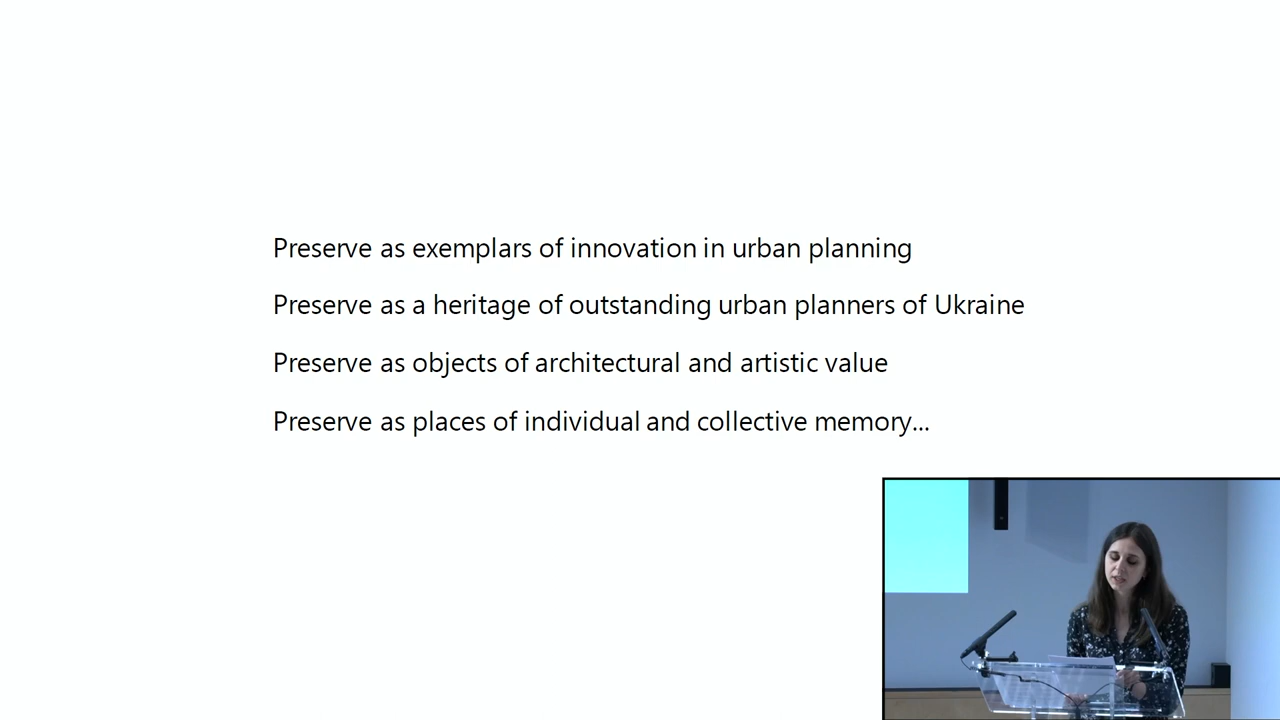 Preserve as exemplars of innovation in urban planning
Preserve as a heritage of outstanding urban planners of Ukraine
Preserve as objects of architectural and artistic value
Preserve as places of individual and collective memory...